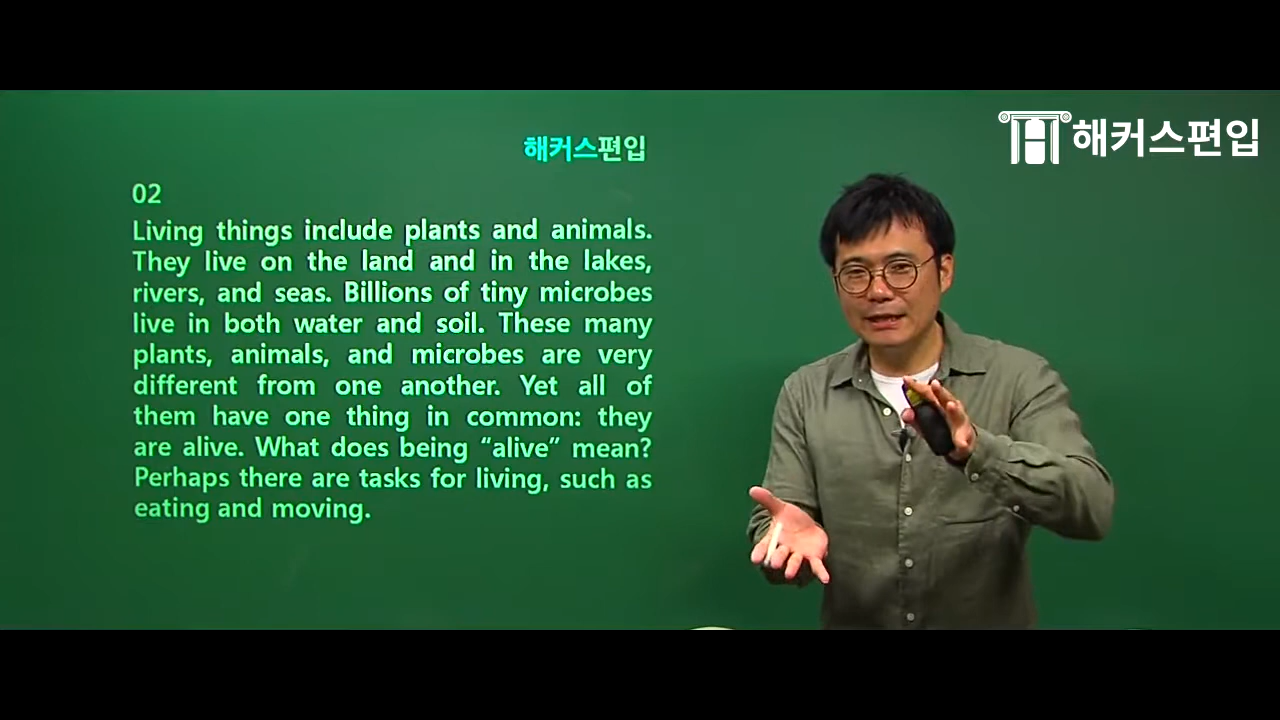 해커스편입
해커스편입
02
Living things include plants and animals.
They live on the land and in the lakes,
rivers, and seas. Billions of tiny microbes
live in both water and soil. These many
plants, animals, and microbes are very
different from one another. Yet all of
them have one thing in common: they
are alive. What does being “alive” mean?
Perhaps there are tasks for living, such as
eating and moving.